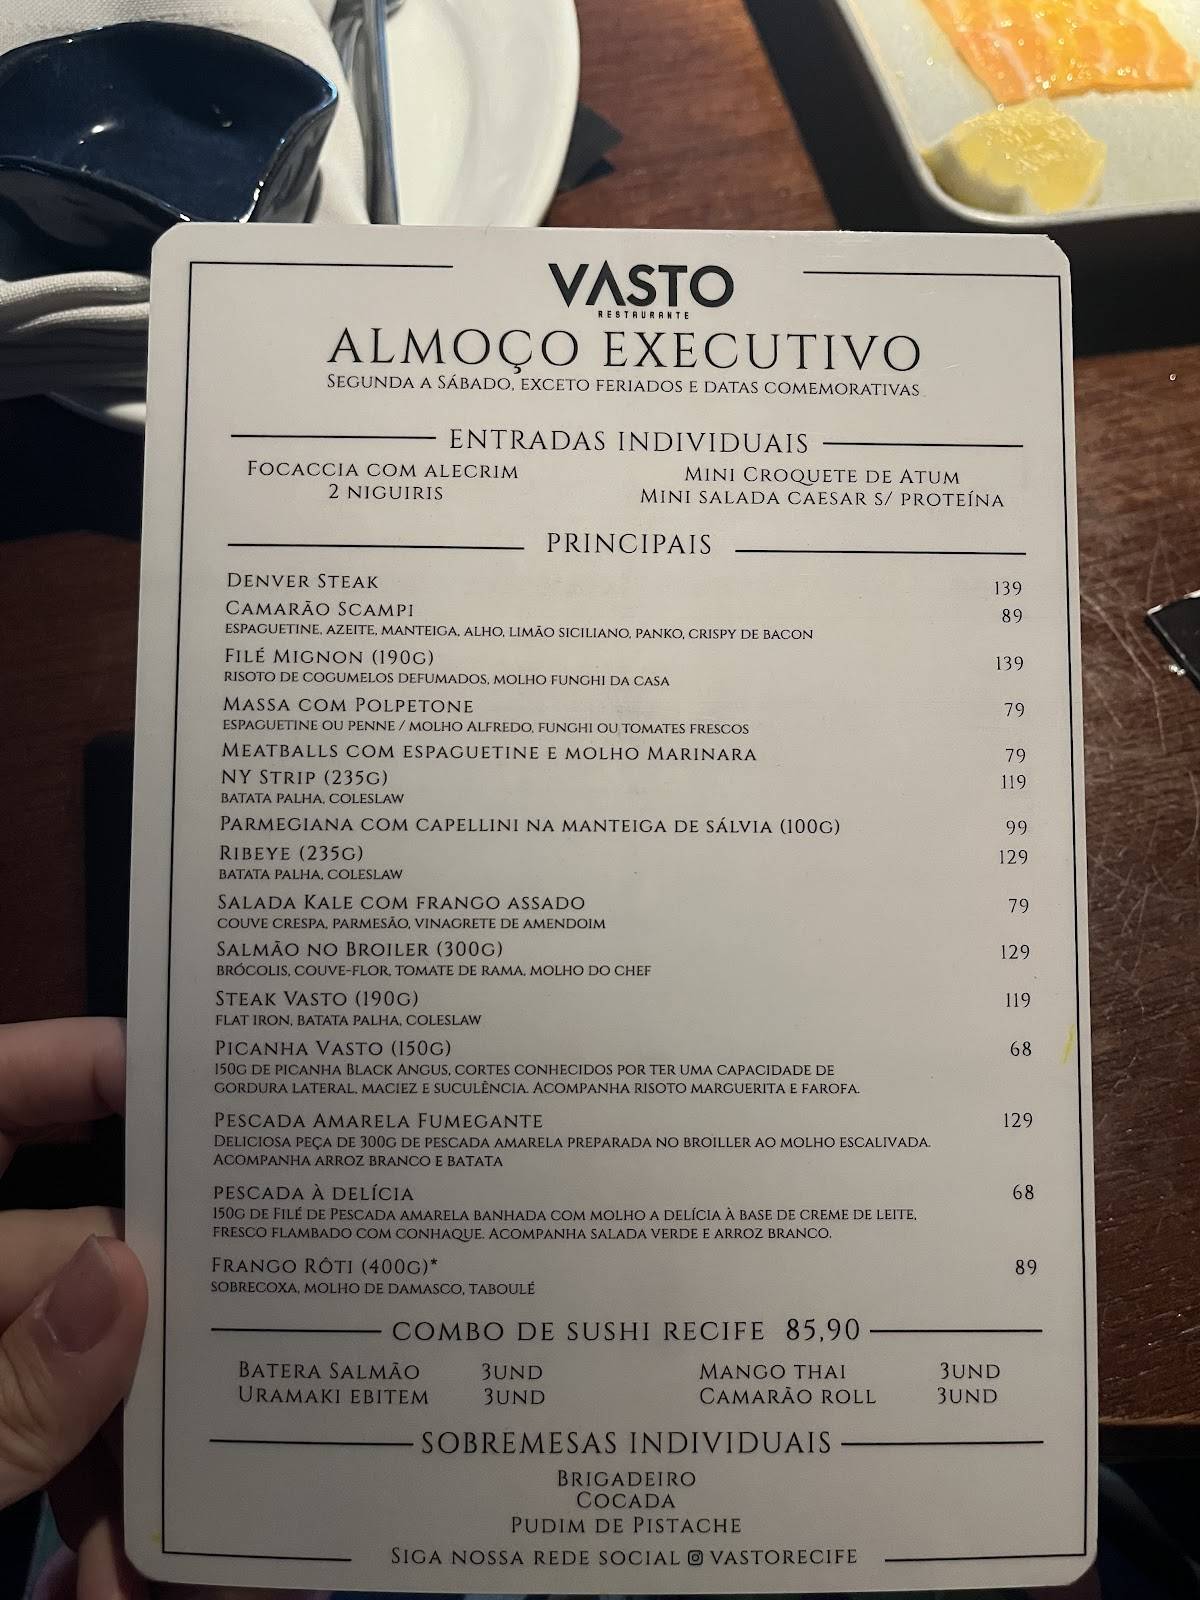 VASTO
RESTAURANTE
ALMOÇO EXECUTIVO
SEGUNDA A SÁBADO, EXCETO FERIADOS E DATAS COMEMORATIVAS
ENTRADAS INDIVIDUAIS
FOCACCIA COM ALECRIM
2 NIGUIRIS
MINI CROQUETE DE ATUM
MINI SALADA CAESAR S/ PROTEÍNA
PRINCIPAIS
DENVER STEAK 139
CAMARÃO SCAMPI 89
ESPAGUETINE, AZEITE, MANTEIGA, ALHO, LIMÃO SICILIANO, PANKO, CRISPY DE BACON
FILÉ MIGNON (190G) 139
RISOTO DE COGUMELOS DEFUMADOS, MOLHO FUNGHI DA CASA
MASSA COM POLPETONE 79
ESPAGUETINE OU PENNE / MOLHO ALFREDO, FUNGHI OU TOMATES FRESCOS
MEATBALLS COM ESPAGUETINE E MOLHO MARINARA 79
NY STRIP (235G) 119
BATATA PALHA, COLESLAW
PARMEGIANA COM CAPELLINI NA MANTEIGA DE SÁLVIA (100G) 99
RIBEYE (235G) 129
BATATA PALHA, COLESLAW
SALADA KALE COM FRANGO ASSADO 79
COUVE CRESPA, PARMESÃO, VINAGRETE DE AMENDOIM
SALMÃO NO BROILER (300G) 129
BRÓCOLIS, COUVE-FLOR, TOMATE DE RAMA, MOLHO DO CHEF
STEAK VASTO (190G) 119
FLAT IRON, BATATA PALHA, COLESLAW
PICANHA VASTO (150G) 68
150G DE PICANHA BLACK ANGUS, CORTES CONHECIDOS POR TER UMA CAPACIDADE DE
GORDURA LATERAL, MACIEZ E SUCULÊNCIA. ACOMPANHA RISOTO MARGUERITA E FAROFA.
PESCADA AMARELA FUMEGANTE 129
DELICIOSA PEÇA DE 300G DE PESCADA AMARELA PREPARADA NO BROILLER AO MOLHO ESCALIVADA.
ACOMPANHA ARROZ BRANCO E BATATA
PESCADA À DELÍCIA 68
150G DE FILÉ DE PESCADA AMARELA BANHADA COM MOLHO A DELÍCIA À BASE DE CREME DE LEITE,
FRESCO FLAMBADO COM CONHAQUE. ACOMPANHA SALADA VERDE E ARROZ BRANCO.
FRANGO RÔTI (400G)* 89
SOBRECOXA, MOLHO DE DAMASCO, TABOULÉ
COMBO DE SUSHI RECIFE 85,90
BATERA SALMÃO 3UND
URAMAKI EBITEM 3UND
MANGO THAI 3UND
CAMARÃO ROLL 3UND
SOBREMESAS INDIVIDUAIS
BRIGADEIRO
COCADA
PUDIM DE PISTACHE
SIGA NOSSA REDE SOCIAL VASTORECIFE